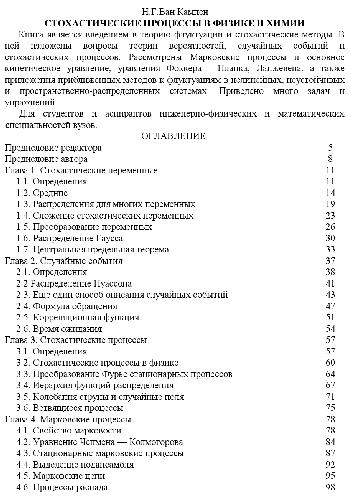 Н.Г.Ван Кампен
СТОХАСТИЧЕСКИЕ ПРОЦЕССЫ В ФИЗИКЕ И ХИМИИ
Книга является введением в теорию флуктуаций и стохастические методы. В
ней изложены вопросы теории вероятностей, случайных событий и
стохастических процессов. Рассмотрены Марковские процессы и основное
кинетическое уравнение, уравнения Фоккера - Планка, Ланжевена, а также
приложения приближенных методов к флуктуациям в нелинейных, неустойчивых
и пространственно-распределенных системах. Приведено много задач и
упражнений.
Для студентов и аспирантов инженерно-физических и математических
специальностей вузов.
ОГЛАВЛЕНИЕ
Предисловие редактора 5
Предисловие автора 8
Глава 1. Стохастические переменные 11
1.1. Определения 11
1.2. Средние 14
1.3. Распределения для многих переменных 19
1.4. Сложение стохастических переменных 23
1.5. Преобразование переменных 26
1.6. Распределение Гаусса 30
1.7. Центральная предельная теорема 33
Глава 2. Случайные события 37
2.1. Определения 38
2.2 Распределение Пуассона 41
2.3. Еще один способ описания случайных событий 43
2.4. Формула обращения 47
2.5. Корреляционная функция 51
2.6. Время ожидания 54
Глава 3. Стохастические процессы 57
3.1. Определения 57
3.2. Стохастические процессы в физике 60
3.3. Преобразование Фурье стационарных процессов 64
3.4. Иерархия функций распределения 67
3.5. Колебания струны и случайные поля 71
3.6. Ветвящиеся процессы 75
Глава 4. Марковские процессы 78
4.1. Свойство марковости 78
4.2. Уравнение Чепмена — Колмогорова 84
4.3. Стационарные марковские процессы 87
4.4. Выделение подансамбля 92
4.5. Марковские цепи 95
4.6. Процессы распада 98